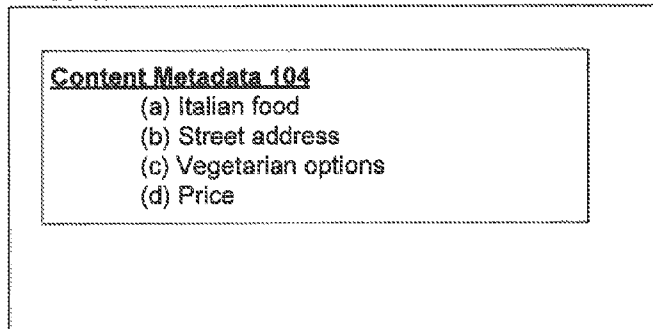 Content Metadata 104
(a) Italian food
(b) Street address
(c) Vegetarian options
(d) Price